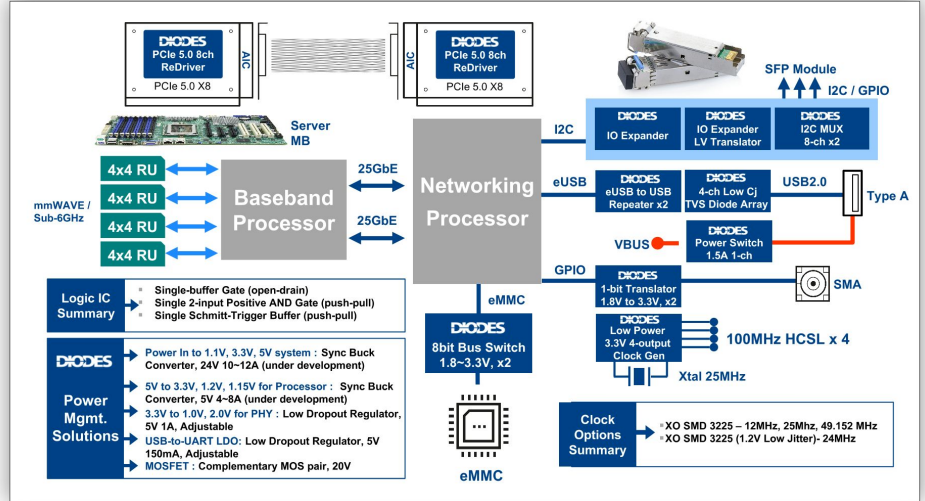 DIODES
PCIe 5.0 8ch
ReDriver
PCIe 5.0 X8
AIC
AIC
DIODES
PCIe 5.0 8ch
ReDriver
PCIe 5.0 X8
SFP Module
I2C / GPIO
Server
MB
I2C
DIODES
IO Expander
DIODES
IO Expander
LV Translator
DIODES
I2C MUX
8-ch x2
mmWAVE /
Sub-6GHz
4x4 RU
4x4 RU
4x4 RU
4x4 RU
Baseband
Processor
25GbE
25GbE
Networking
Processor
eUSB
DIODES
eUSB to USB
Repeater x2
DIODES
4-ch Low Cj
TVS Diode Array
USB2.0
Type A
VBUS
DIODES
Power Switch
1.5A 1-ch
GPIO
DIODES
1-bit Translator
1.8V to 3.3V, x2
SMA
eMMC
DIODES
8bit Bus Switch
1.8~3.3V, x2
eMMC
DIODES
Low Power
3.3V 4-output
Clock Gen
100MHz HCSL x 4
Xtal 25MHz
Logic IC
Summary
Single-buffer Gate (open-drain)
Single 2-input Positive AND Gate (push-pull)
Single Schmitt-Trigger Buffer (push-pull)
DIODES
Power
Mgmt.
Solutions
Power In to 1.1V, 3.3V, 5V system : Sync Buck
Converter, 24V 10~12A (under development)
5V to 3.3V, 1.2V, 1.15V for Processor : Sync Buck
Converter, 5V 4~8A (under development)
3.3V to 1.0V, 2.0V for PHY : Low Dropout Regulator,
5V 1A, Adjustable
USB-to-UART LDO: Low Dropout Regulator, 5V
150mA, Adjustable
MOSFET : Complementary MOS pair, 20V
Clock
Options
Summary
XO SMD 3225 – 12MHz, 25Mhz, 49.152 MHz
XO SMD 3225 (1.2V Low Jitter)- 24MHz